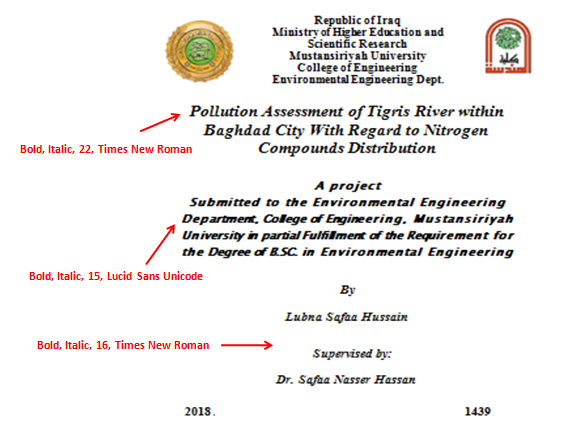 Republic of Iraq
Ministry of Higher Education and
Scientific Research
Mustansiriyah University
College of Engineering
Environmental Engineering Dept.
Pollution Assessment of Tigris River within
Baghdad City With Regard to Nitrogen
Compounds Distribution
Bold, Italic, 22, Times New Roman
A project
Submitted to the Environmental Engineering
Department, College of Engineering, Mustansiriyah
University in partial Fulfillment of the Requirement for
the Degree of B.SC. in Environmental Engineering
Bold, Italic, 15, Lucid Sans Unicode
By
Lubna Safaa Hussain
Bold, Italic, 16, Times New Roman
Supervised by:
Dr. Safaa Nasser Hassan
2018. 1439